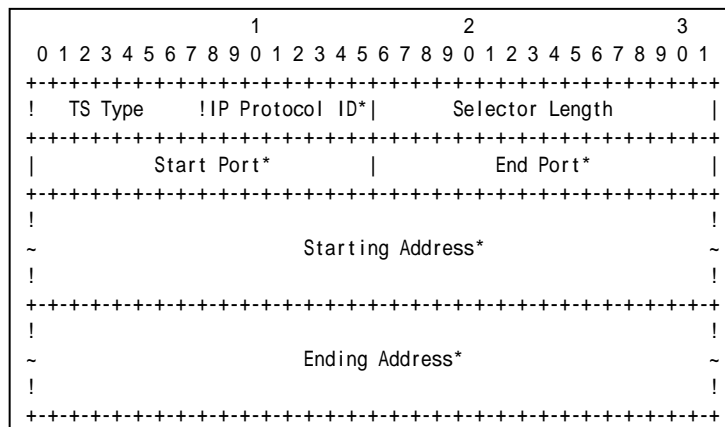 1                   2                   3
 0 1 2 3 4 5 6 7 8 9 0 1 2 3 4 5 6 7 8 9 0 1 2 3 4 5 6 7 8 9 0 1
+-+-+-+-+-+-+-+-+-+-+-+-+-+-+-+-+-+-+-+-+-+-+-+-+-+-+-+-+-+-+-+-+
!   TS Type     !IP Protocol ID*|       Selector Length         |
+-+-+-+-+-+-+-+-+-+-+-+-+-+-+-+-+-+-+-+-+-+-+-+-+-+-+-+-+-+-+-+-+
|           Start Port*         |           End Port*           |
+-+-+-+-+-+-+-+-+-+-+-+-+-+-+-+-+-+-+-+-+-+-+-+-+-+-+-+-+-+-+-+-+
!                                                               !
~                         Starting Address*                     ~
!                                                               !
+-+-+-+-+-+-+-+-+-+-+-+-+-+-+-+-+-+-+-+-+-+-+-+-+-+-+-+-+-+-+-+-+
!                                                               !
~                         Ending Address*                       ~
!                                                               !
+-+-+-+-+-+-+-+-+-+-+-+-+-+-+-+-+-+-+-+-+-+-+-+-+-+-+-+-+-+-+-+-+